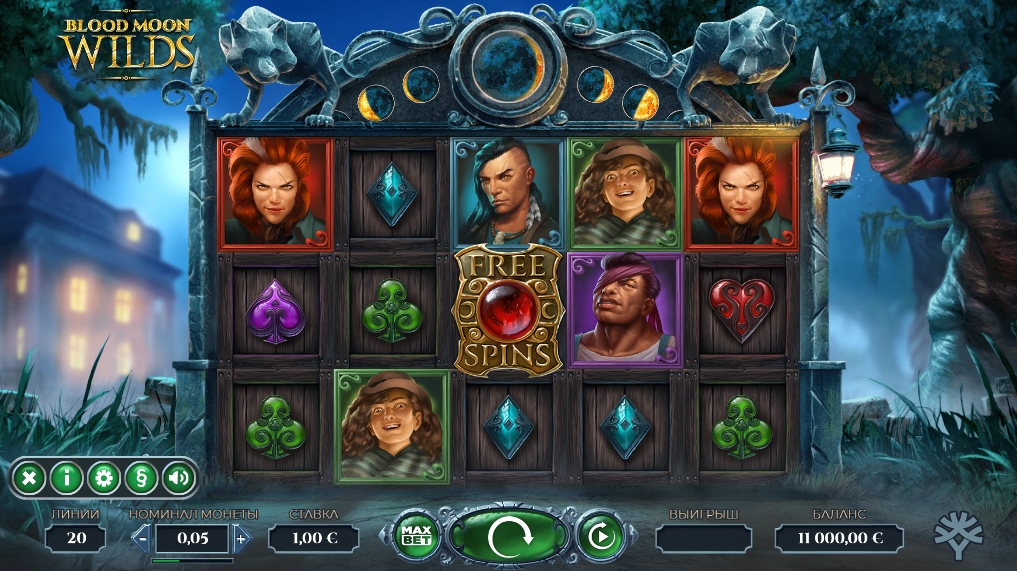 BLOOD MOON
WILDS
FREE
SPINS
ЛИНИИ
НОМИНАЛ МОНЕТЫ
СТАВКА
ВЫИГРЫШ
БАЛАНС
20
-
0,05
+
1,00 €
MAX
BET
11 000,00 €